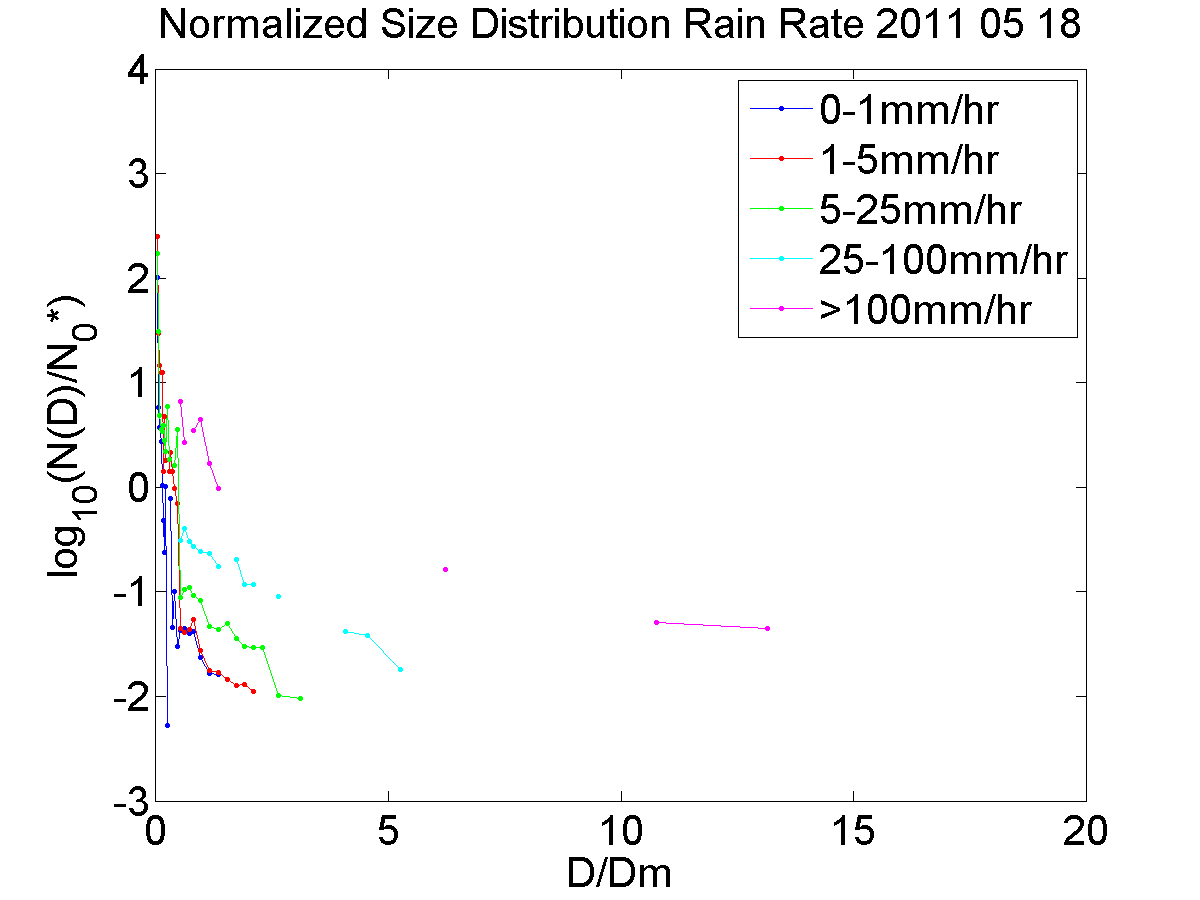 Normalized Size Distribution Rain Rate 2011 05 18
log10(N(D)/N0*)
4
3
2
1
0
-1
-2
-3
0 5 10 15 20
D/Dm
0-1mm/hr
1-5mm/hr
5-25mm/hr
25-100mm/hr
>100mm/hr